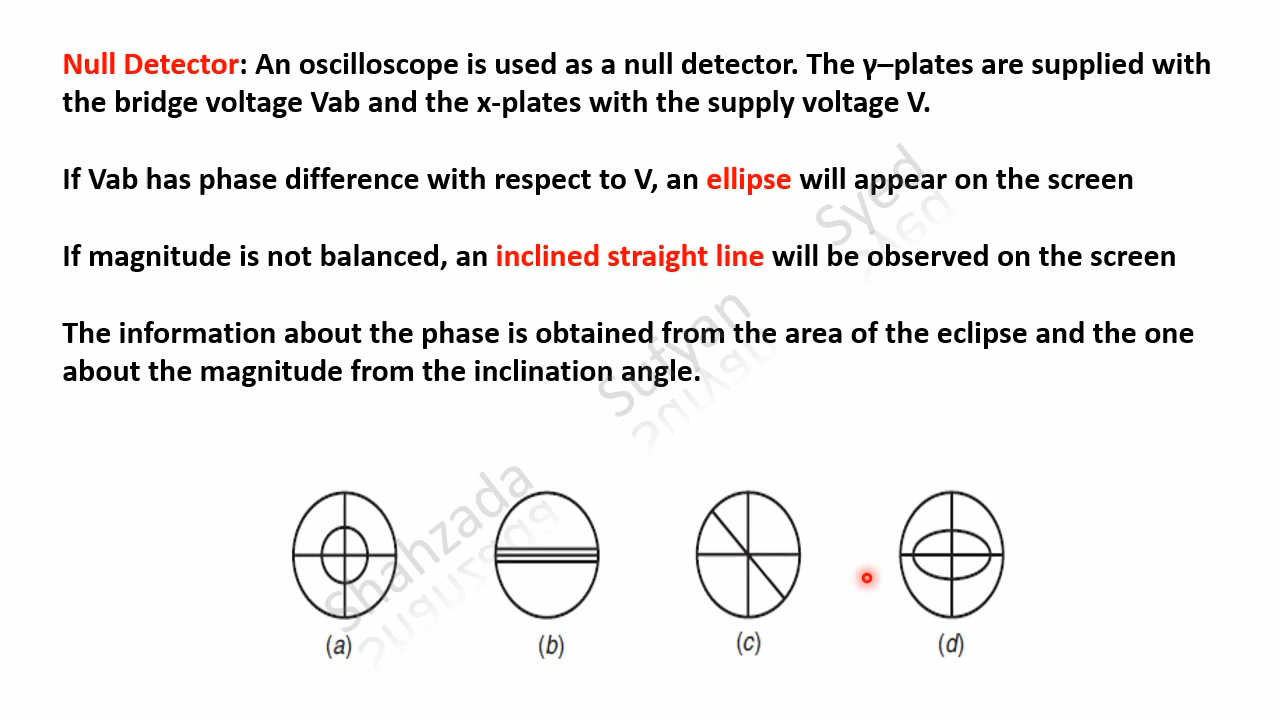 Null Detector: An oscilloscope is used as a null detector. The γ–plates are supplied with
the bridge voltage Vab and the x-plates with the supply voltage V.
If Vab has phase difference with respect to V, an ellipse will appear on the screen
If magnitude is not balanced, an inclined straight line will be observed on the screen
The information about the phase is obtained from the area of the eclipse and the one
about the magnitude from the inclination angle.
Shahzada Sufyan Syed
(a) (b) (c) (d)